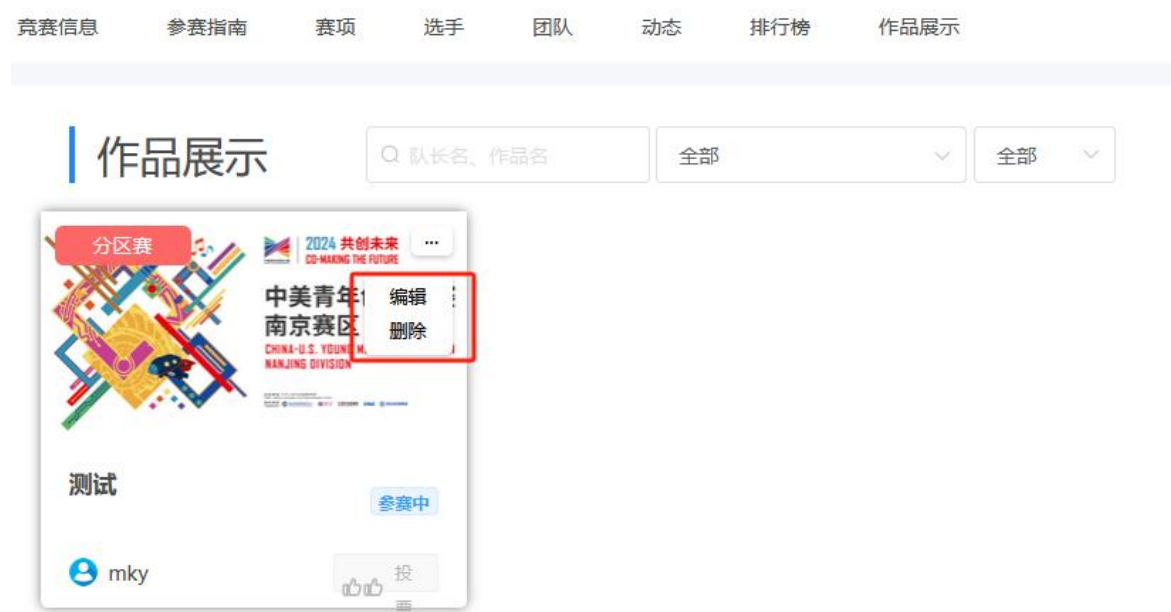 竞赛信息 参赛指南 赛项 选手 团队 动态 排行榜 作品展示
作品展示
队长名、作品名
全部
全部
分区赛
2024 共创未来
CO-MAKING THE FUTURE
...
编辑
删除
中美青年
南京赛区
CHINA-U.S. YOUNG M
NANJING DIVISION
测试
参赛中
mky
投
票